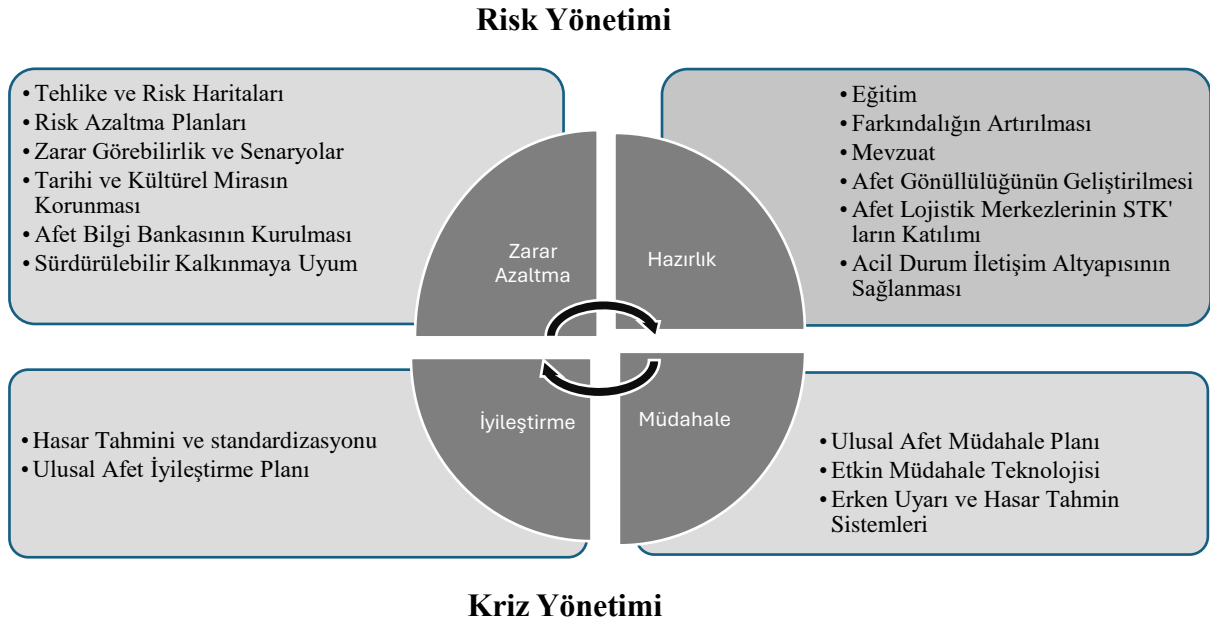 Risk Yönetimi
• Tehlike ve Risk Haritaları
• Risk Azaltma Planları
• Zarar Görebilirlik ve Senaryolar
• Tarihi ve Kültürel Mirasın
Korunması
• Afet Bilgi Bankasının Kurulması
• Sürdürülebilir Kalkınmaya Uyum
Zarar
Azaltma
Hazırlık
• Eğitim
• Farkındalığın Artırılması
• Mevzuat
• Afet Gönüllülüğünün Geliştirilmesi
• Afet Lojistik Merkezlerinin STK'
ların Katılımı
• Acil Durum İletişim Altyapısının
Sağlanması
• Hasar Tahmini ve standardizasyonu
• Ulusal Afet İyileştirme Planı
İyileştirme
Müdahale
• Ulusal Afet Müdahale Planı
• Etkin Müdahale Teknolojisi
• Erken Uyarı ve Hasar Tahmin
Sistemleri
Kriz Yönetimi